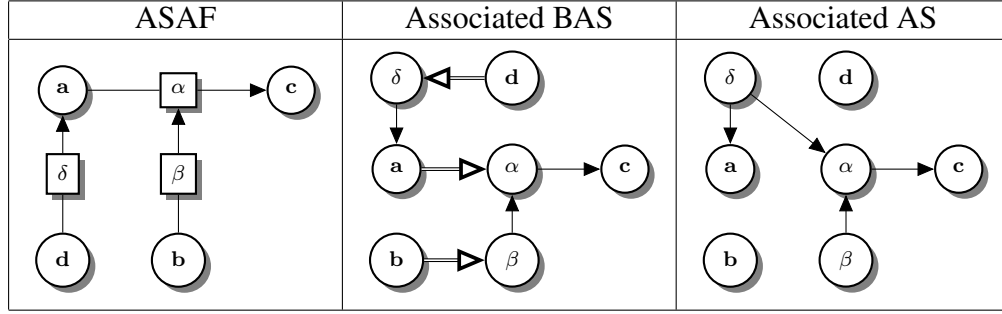 ASAF Associated BAS Associated AS
a α c δ d δ d
δ β a α c a α c
d b b β b β